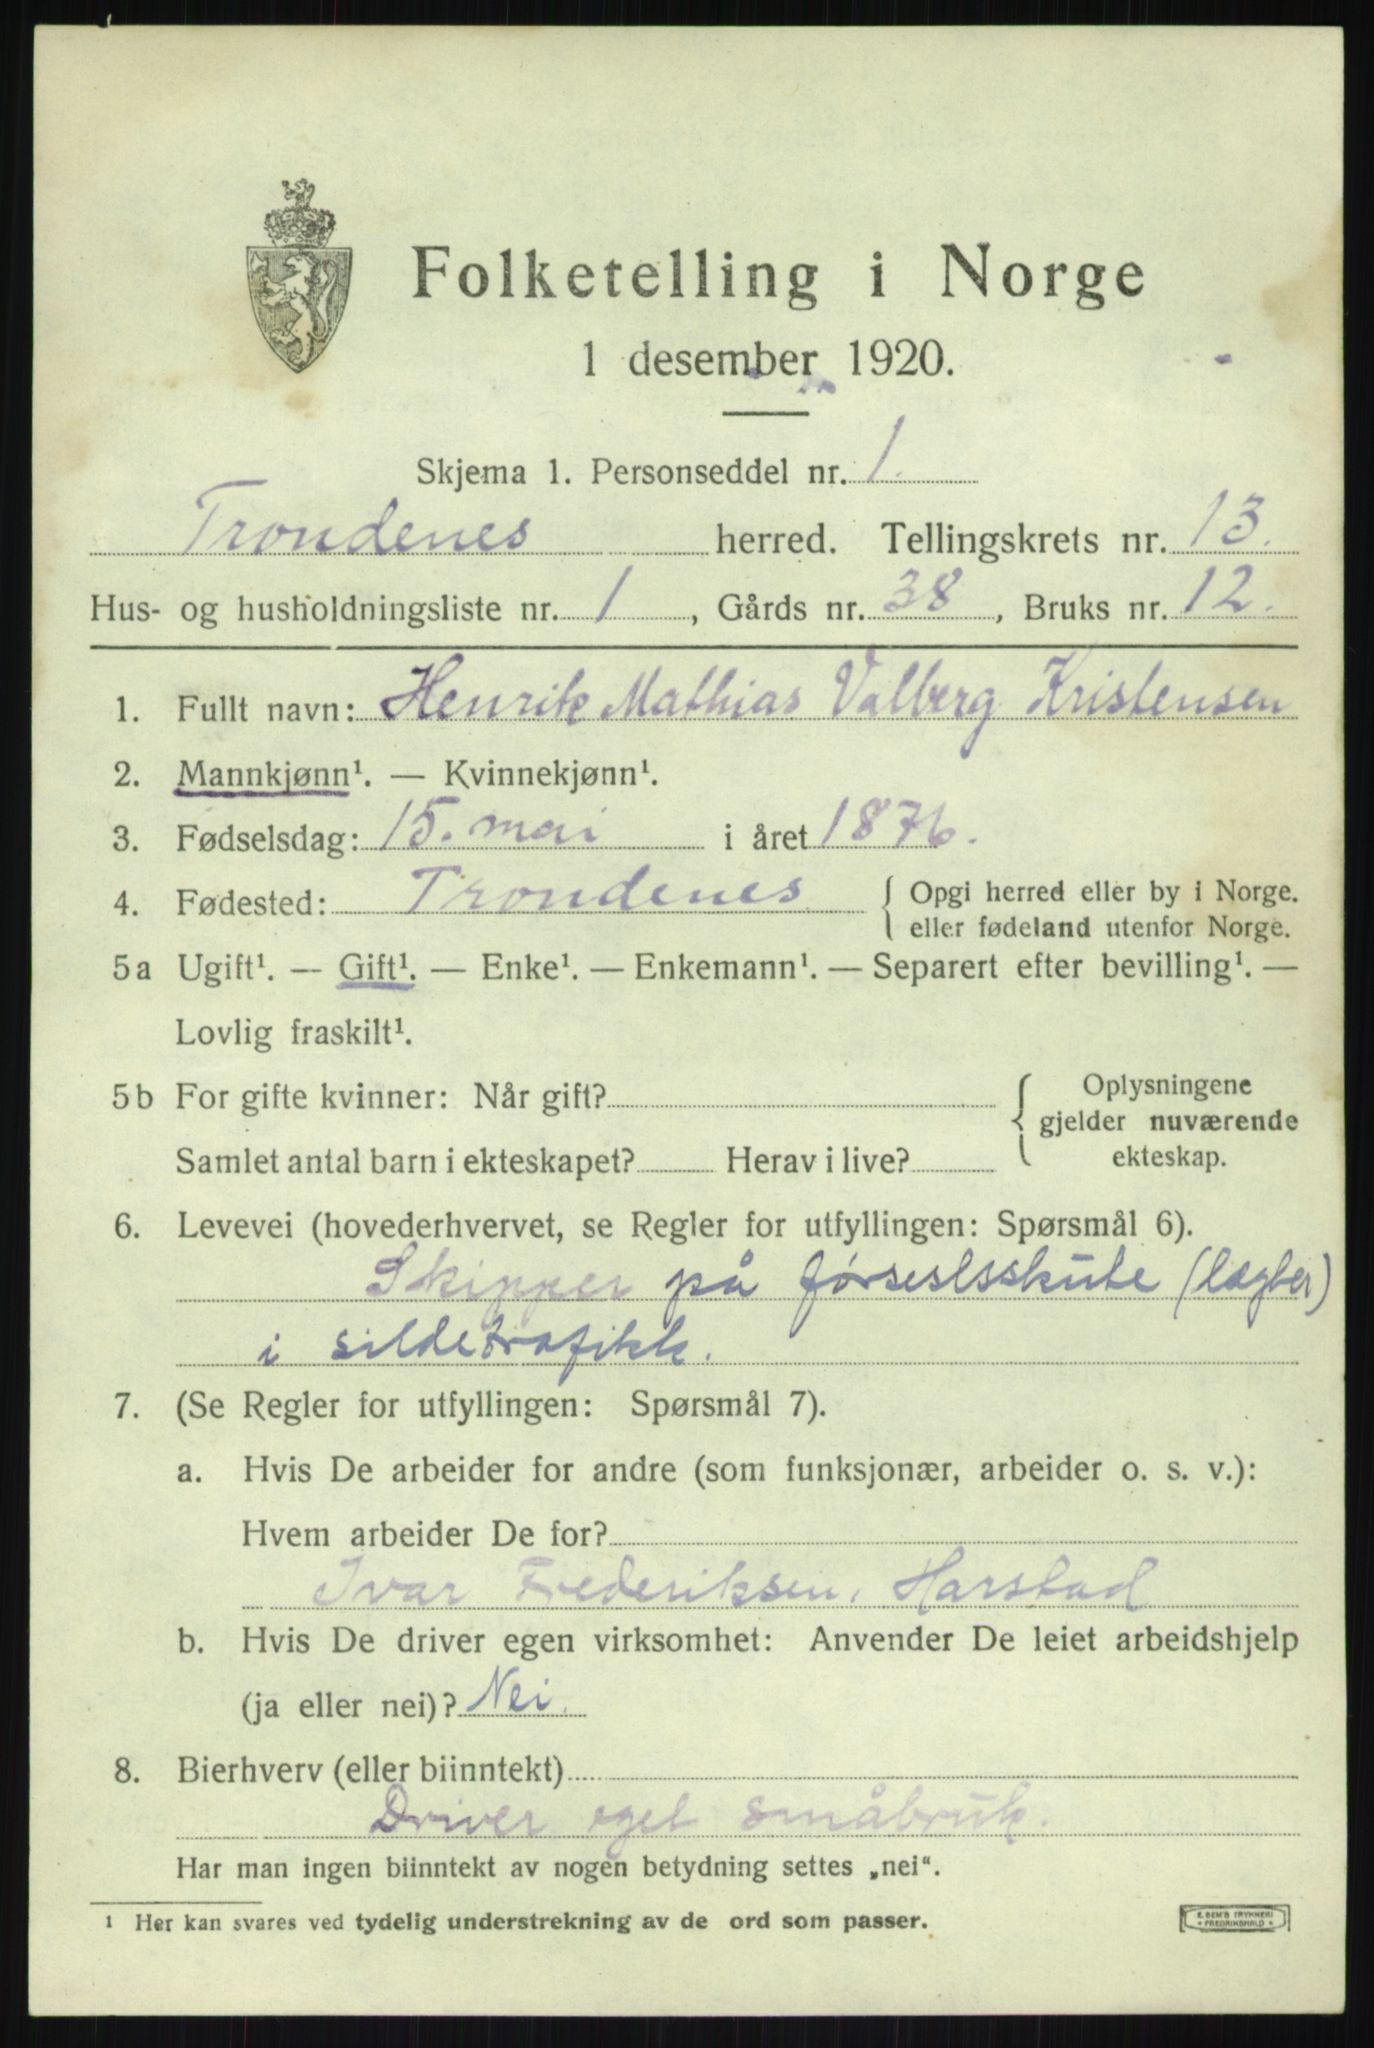 Folketelling i Norge
1 desember 1920.
Skjema 1. Personseddel nr. 1.
Trondenes herred. Tellingskrets nr. 13.
Hus- og husholdningsliste nr. 1, Gårds nr. 38, Bruks nr. 12.
1. Fullt navn: Henrik Mathias Valberg Kristensen
2. Mannkjønn¹. — Kvinnekjønn¹.
3. Fødselsdag: 15. mai i året 1876.
4. Fødested: Trondenes { Opgi herred eller by i Norge.
eller fødeland utenfor Norge.
5a Ugift¹. — Gift¹. — Enke¹. — Enkemann¹. — Separert efter bevilling¹. —
Lovlig fraskilt¹.
5b For gifte kvinner: Når gift? { Oplysningene
gjelder nuværende
Samlet antal barn i ekteskapet? Herav i live? ekteskap.
6. Levevei (hovederhvervet, se Regler for utfyllingen: Spørsmål 6).
Skipper på førselsskute (lægter)
i sildetrafikk.
7. (Se Regler for utfyllingen: Spørsmål 7).
a. Hvis De arbeider for andre (som funksjonær, arbeider o. s. v.):
Hvem arbeider De for?
Ivar Frederiksen, Harstad
b. Hvis De driver egen virksomhet: Anvender De leiet arbeidshjelp
(ja eller nei)? Nei.
8. Bierhverv (eller biinntekt)
Driver eget småbruk.
Har man ingen biinntekt av nogen betydning settes „nei“.
¹ Her kan svares ved tydelig understrekning av de ord som passer.
E. SEM'S TRYKKERI
FREDRIKSHALD